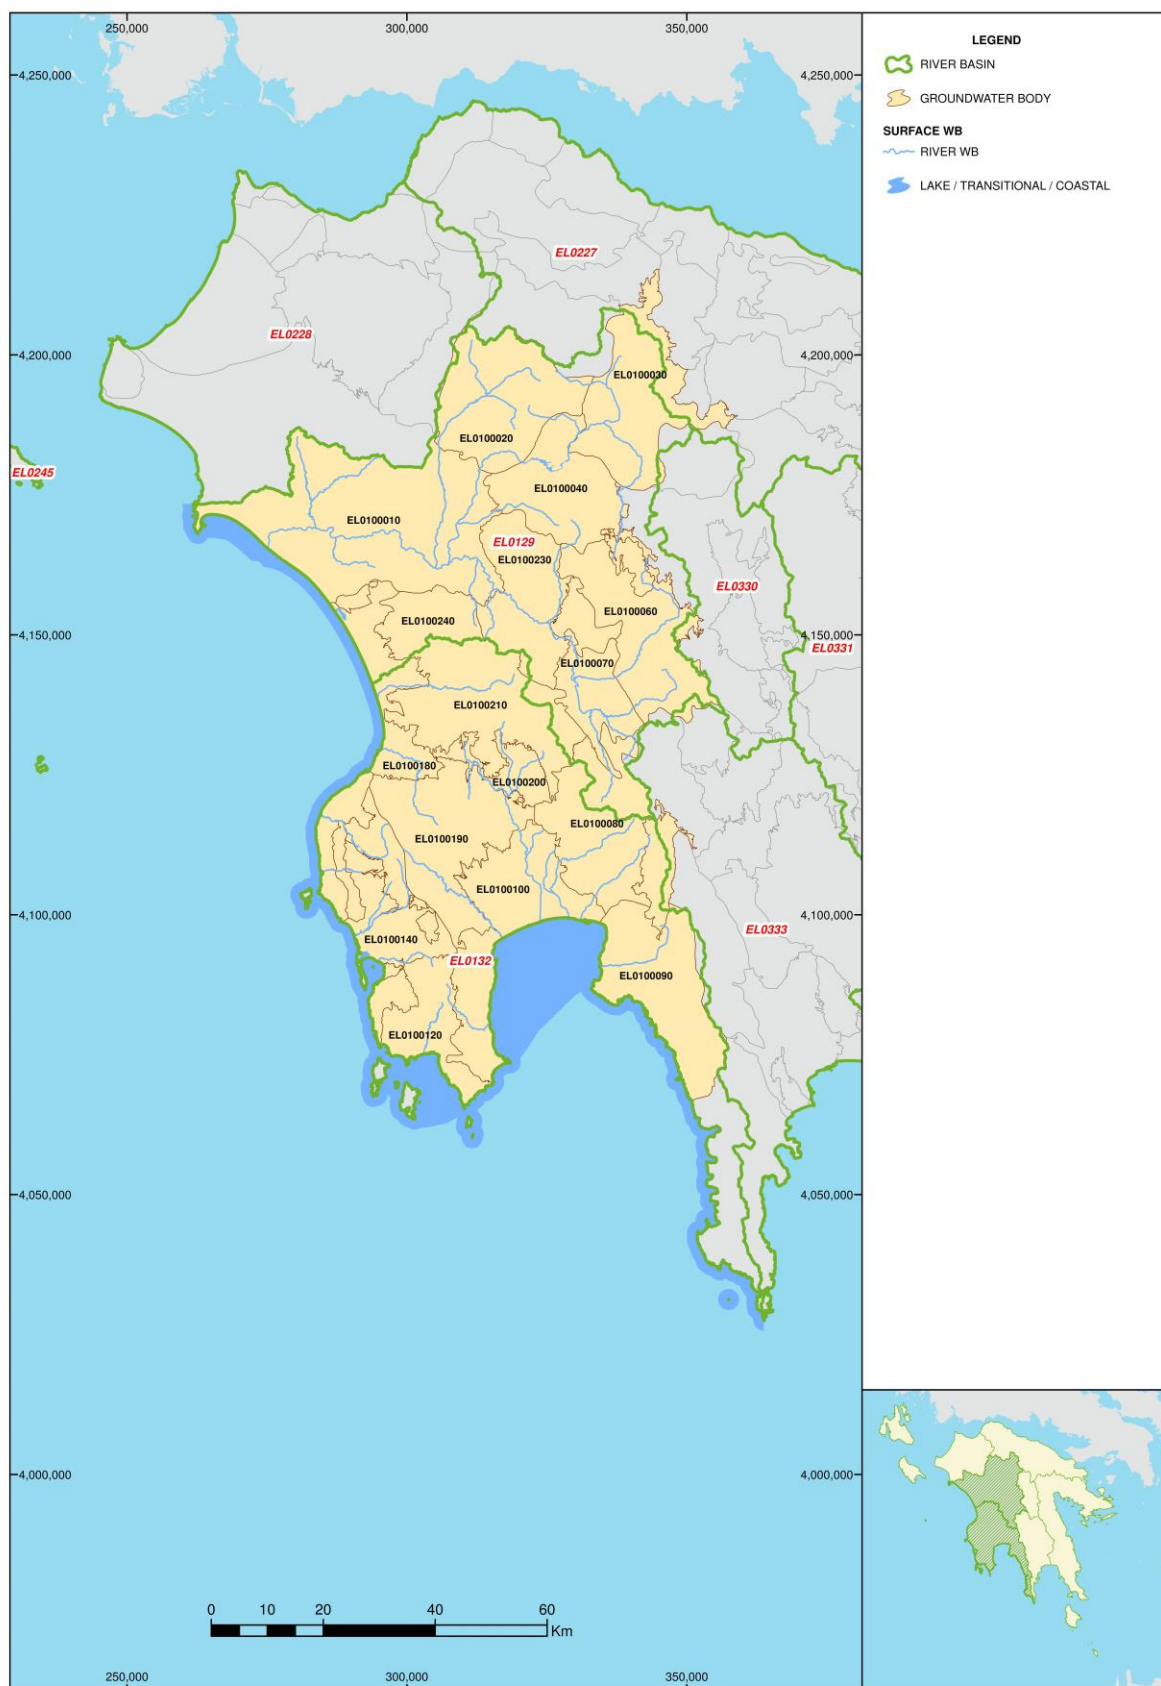 250,000
300,000
350,000
4,250,000
4,250,000
LEGEND
RIVER BASIN
GROUNDWATER BODY
SURFACE WB
RIVER WB
LAKE / TRANSITIONAL / COASTAL
EL0227
EL0228
4,200,000
4,200,000
EL0100030
EL0100020
EL0245
EL0100040
EL0100010
EL0129
EL0100230
EL0330
EL0100060
EL0100240
4,150,000
4,150,000
EL0331
EL0100070
EL0100210
EL0100180
EL0100200
EL0100080
EL0100190
EL0100100
4,100,000
4,100,000
EL0333
EL0100140
EL0132
EL0100090
EL0100120
4,050,000
4,050,000
4,000,000
4,000,000
0 10 20 40 60
Km
250,000
300,000
350,000